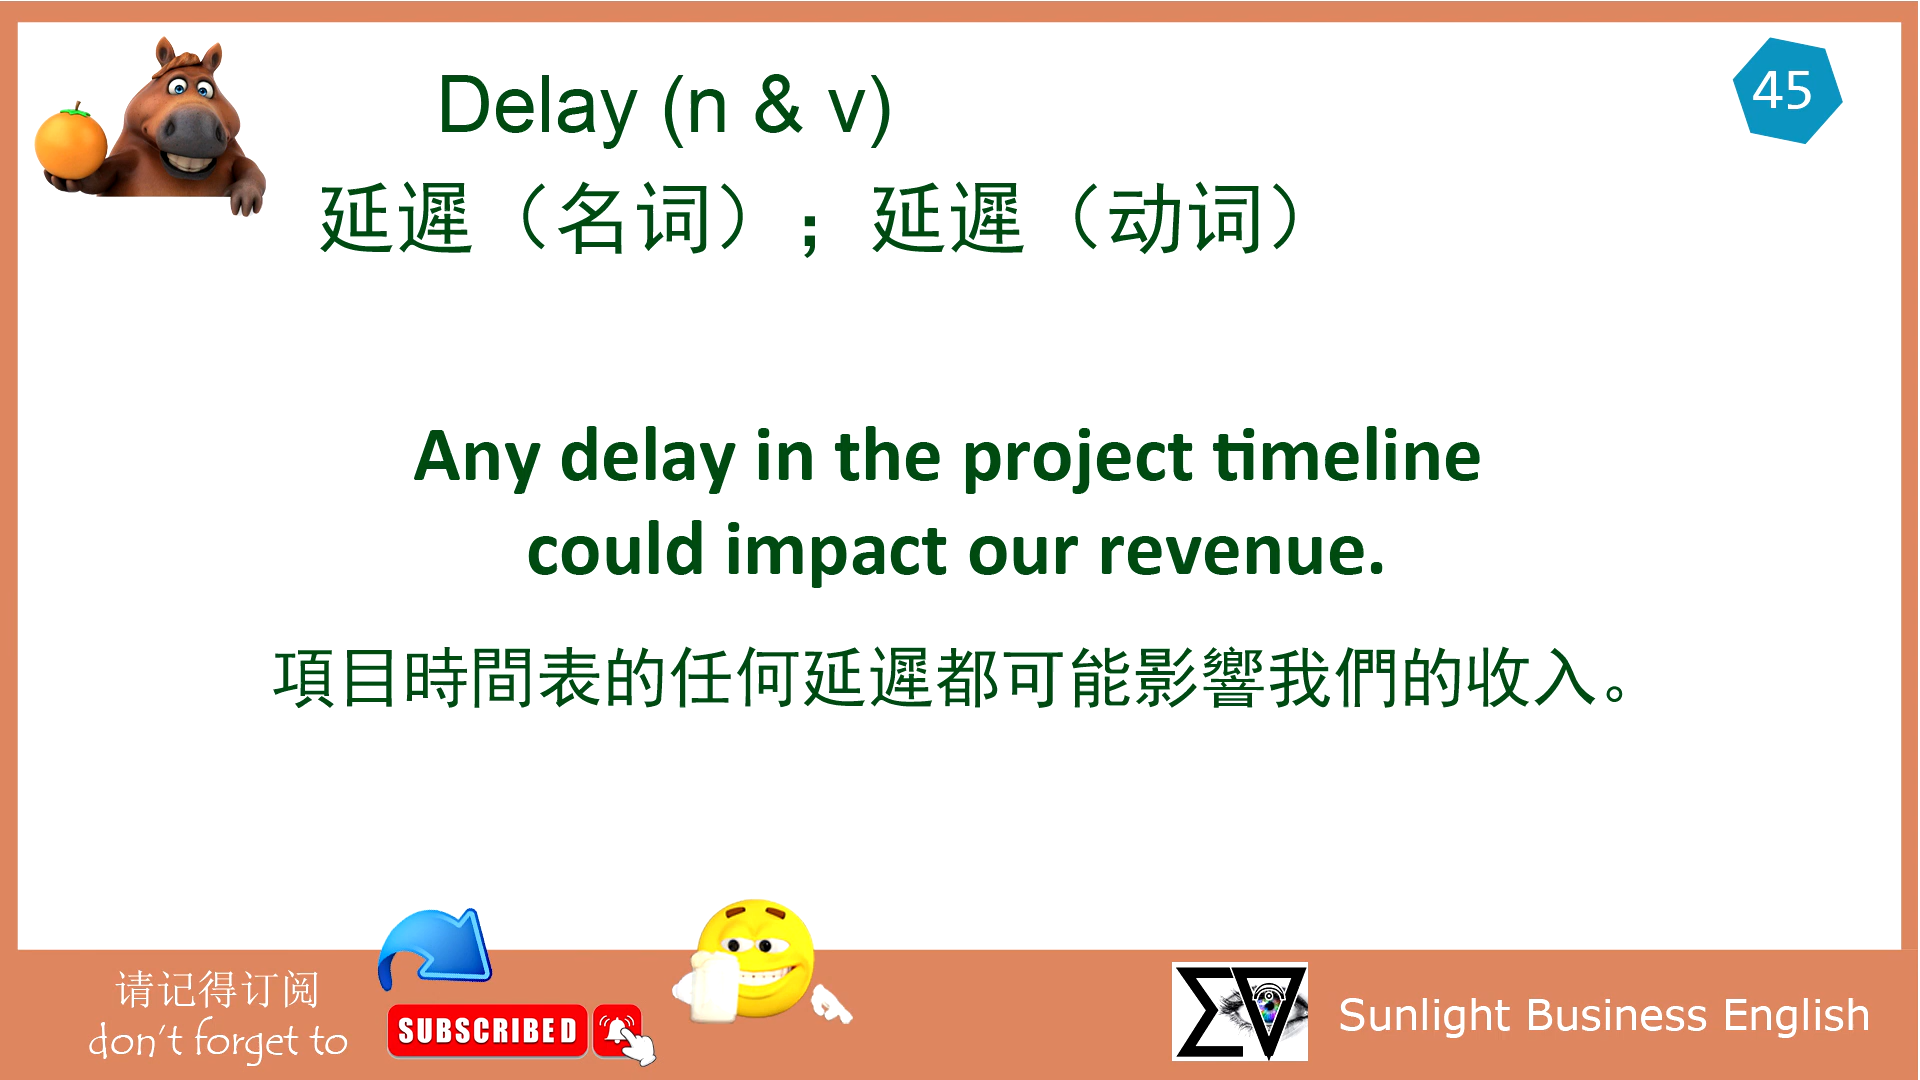 Delay (n & v)
45
延遲（名词）；延遲（动词）
Any delay in the project timeline
could impact our revenue.
項目時間表的任何延遲都可能影響我們的收入。
请记得订阅
don't forget to
SUBSCRIBED
Sunlight Business English